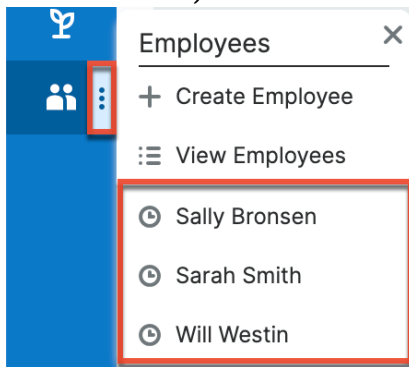 Employees
Create Employee
View Employees
Sally Bronsen
Sarah Smith
Will Westin